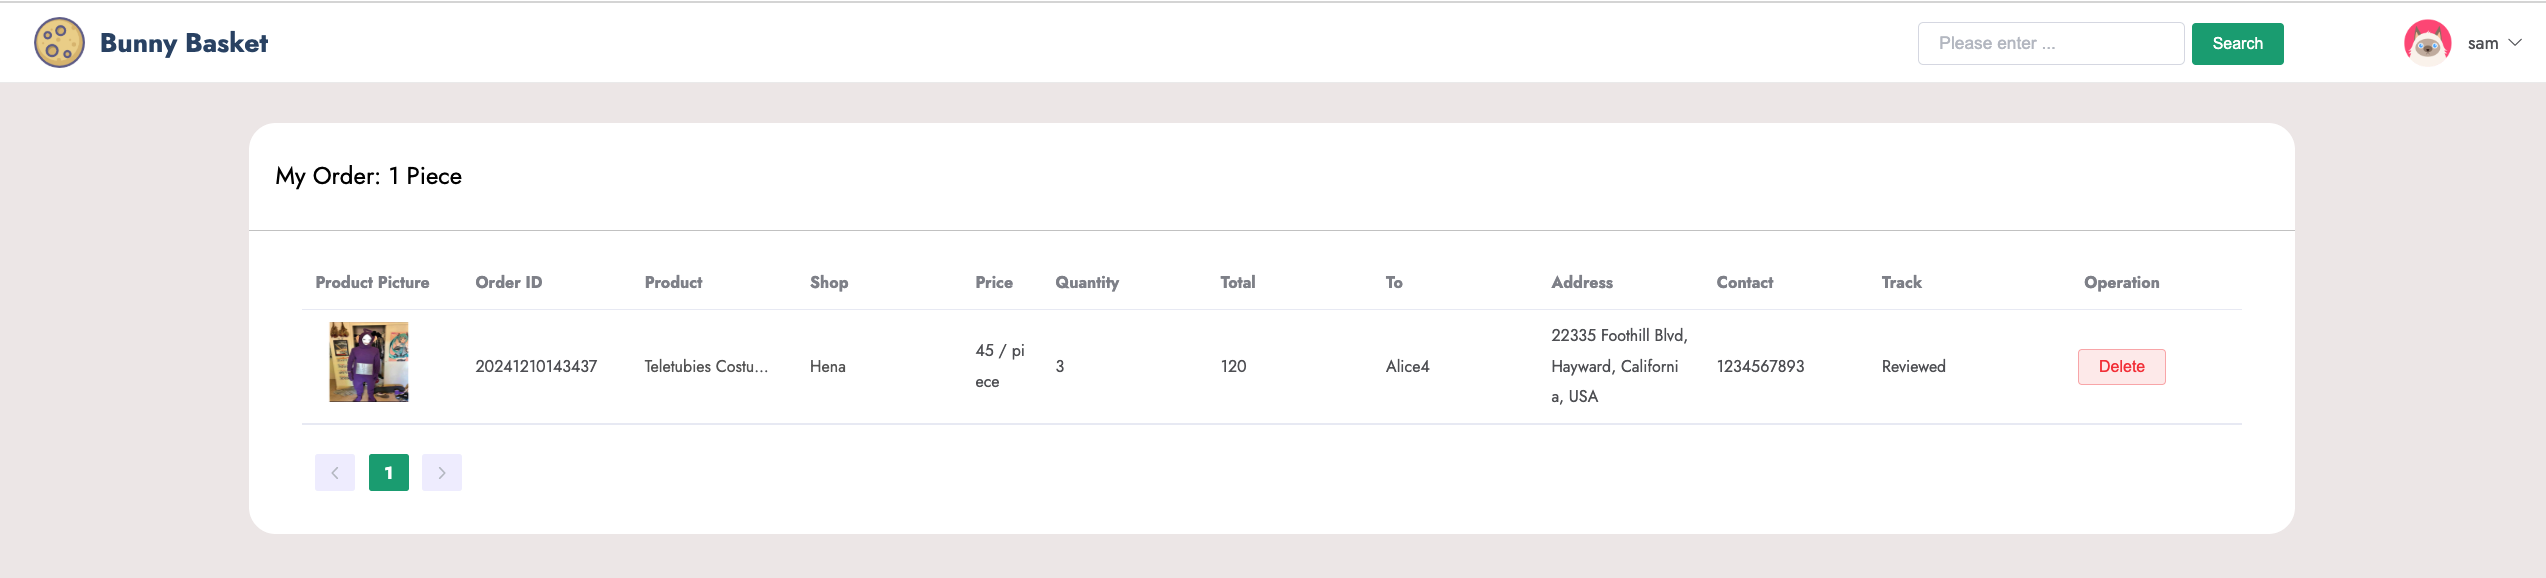 Bunny Basket
Please enter ...
Search
sam
My Order: 1 Piece
Product Picture Order ID Product Shop Price Quantity Total To Address Contact Track Operation
20241210143437 Teletubies Costu... Hena 45 / pi
ece 3 120 Alice4 22335 Foothill Blvd,
Hayward, Californi
a, USA 1234567893 Reviewed Delete
1